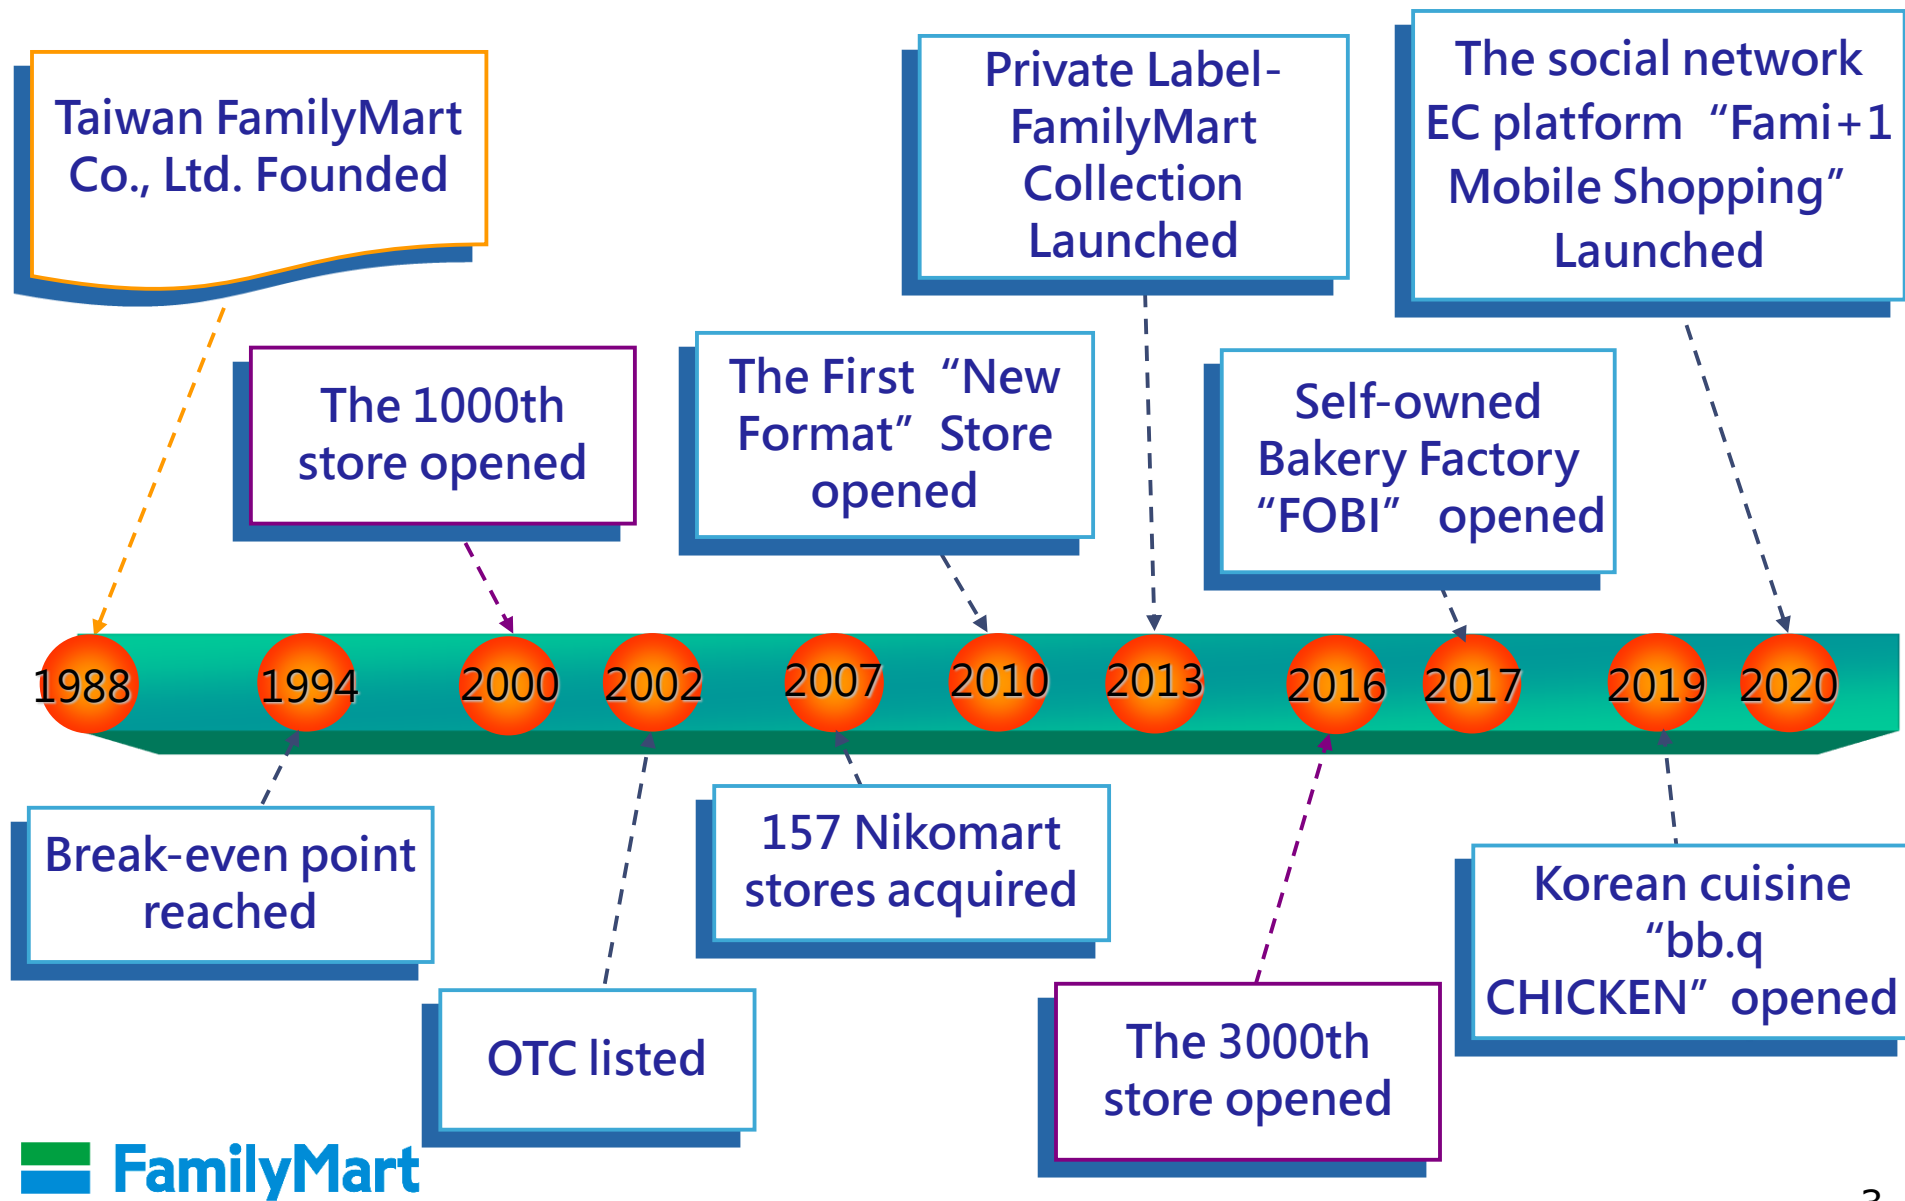 Taiwan FamilyMart
Co., Ltd. Founded
Private Label-
FamilyMart
Collection
Launched
The social network
EC platform “Fami+1
Mobile Shopping”
Launched
The 1000th
store opened
The First “New
Format” Store
opened
Self-owned
Bakery Factory
“FOBI” opened
1988
1994
2000
2002
2007
2010
2013
2016
2017
2019
2020
Break-even point
reached
157 Nikomart
stores acquired
Korean cuisine
“bb.q
CHICKEN” opened
OTC listed
The 3000th
store opened
FamilyMart
3